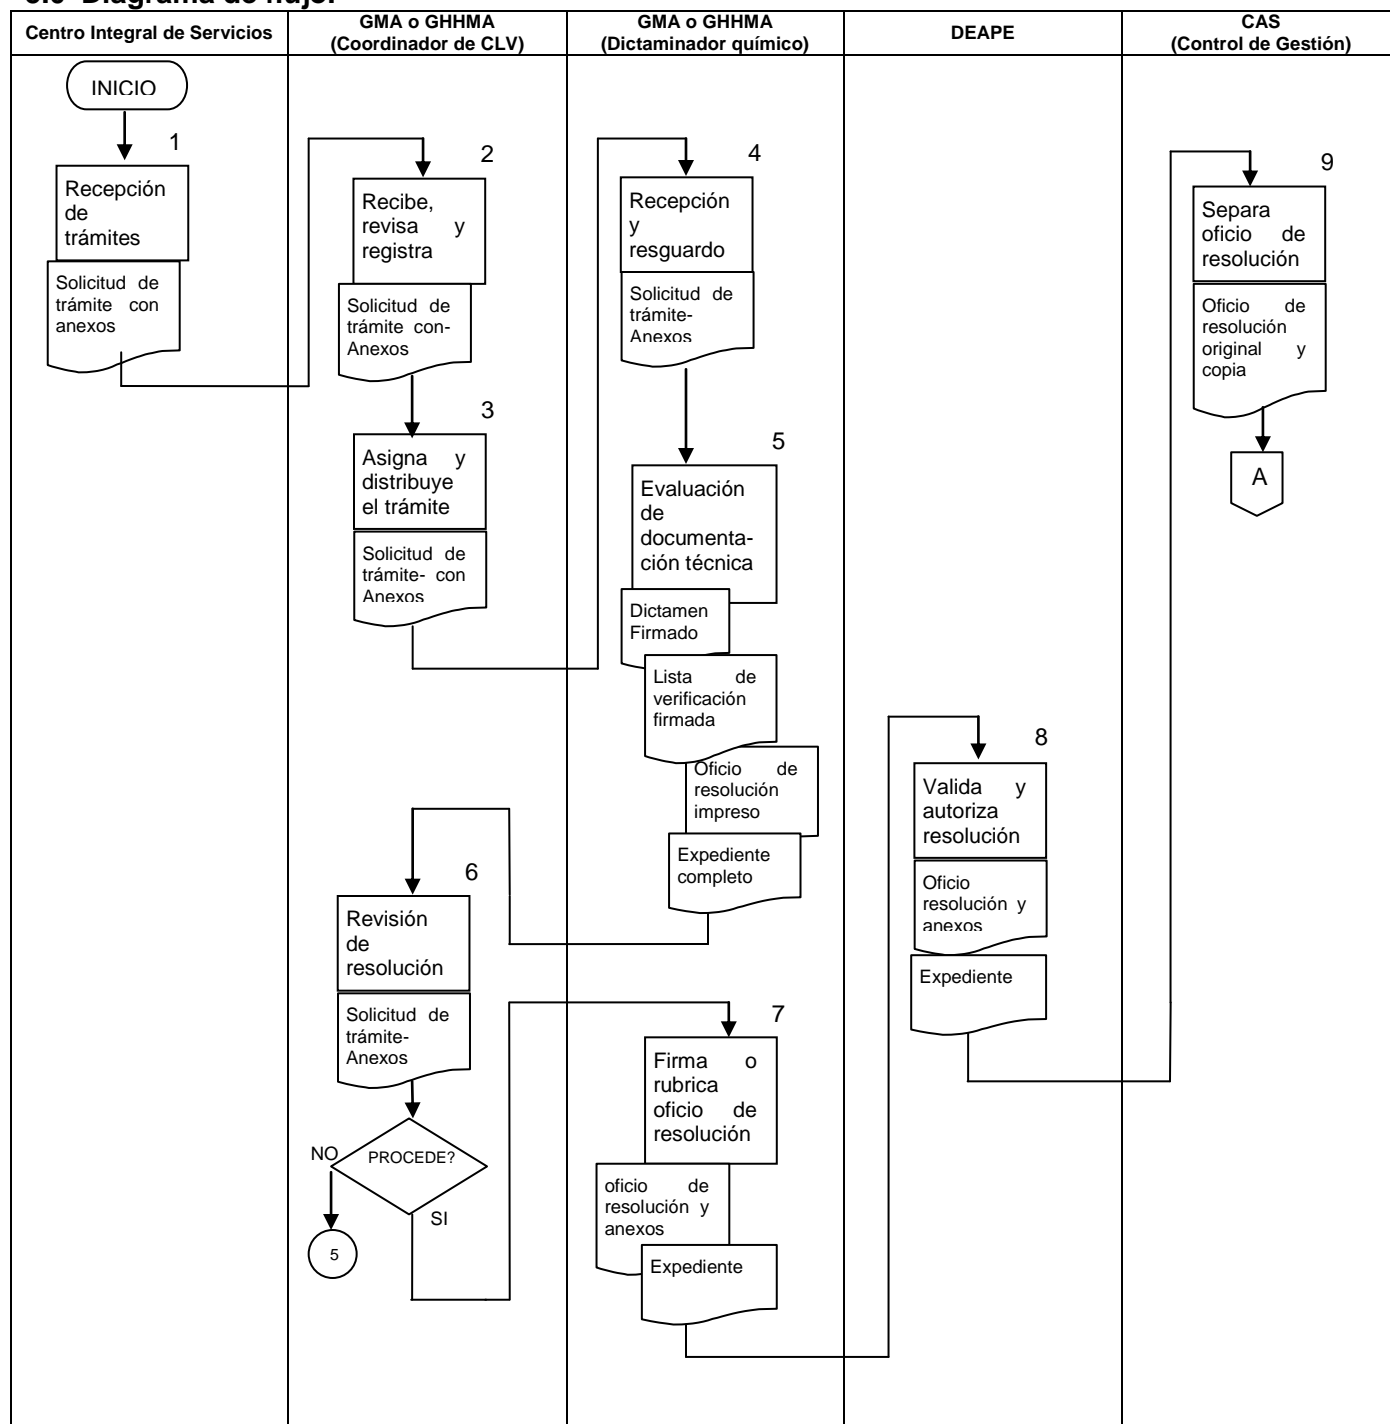 Diagrama de flujo.
Centro Integral de Servicios
GMA o GHHMA
(Coordinador de CLV)
GMA o GHHMA
(Dictaminador químico)
DEAPE
CAS
(Control de Gestión)
INICIO
1
Recepción
de
trámites
Solicitud de
trámite con
anexos
2
Recibe,
revisa y
registra
Solicitud de
trámite con-
Anexos
3
Asigna y
distribuye
el trámite
Solicitud de
trámite- con
Anexos
4
Recepción
y
resguardo
Solicitud de
trámite-
Anexos
5
Evaluación
de
documenta-
ción técnica
Dictamen
Firmado
Lista de
verificación
firmada
Oficio de
resolución
impreso
Expediente
completo
6
Revisión
de
resolución
Solicitud de
trámite-
Anexos
PROCEDE?
NO
SI
5
7
Firma o
rubrica
oficio de
resolución
oficio de
resolución y
anexos
Expediente
8
Valida y
autoriza
resolución
Oficio
resolución y
anexos
Expediente
9
Separa
oficio de
resolución
Oficio de
resolución
original y
copia
A